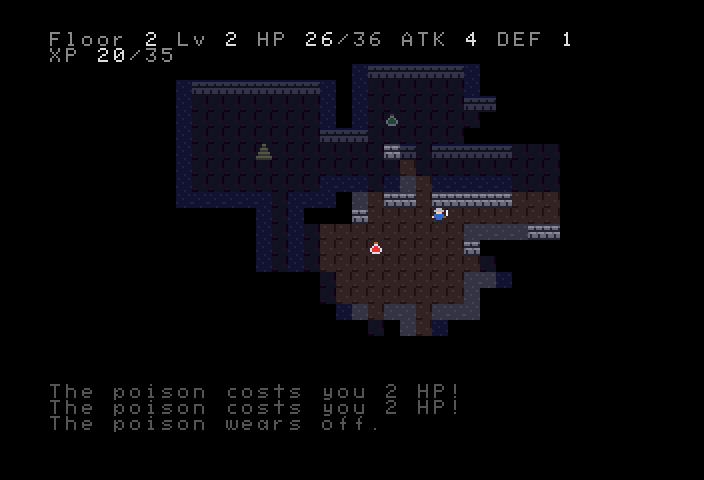 Floor 2 Lv 2 HP 26/36 ATK 4 DEF 1
XP 20/35
The poison costs you 2 HP!
The poison costs you 2 HP!
The poison wears off.